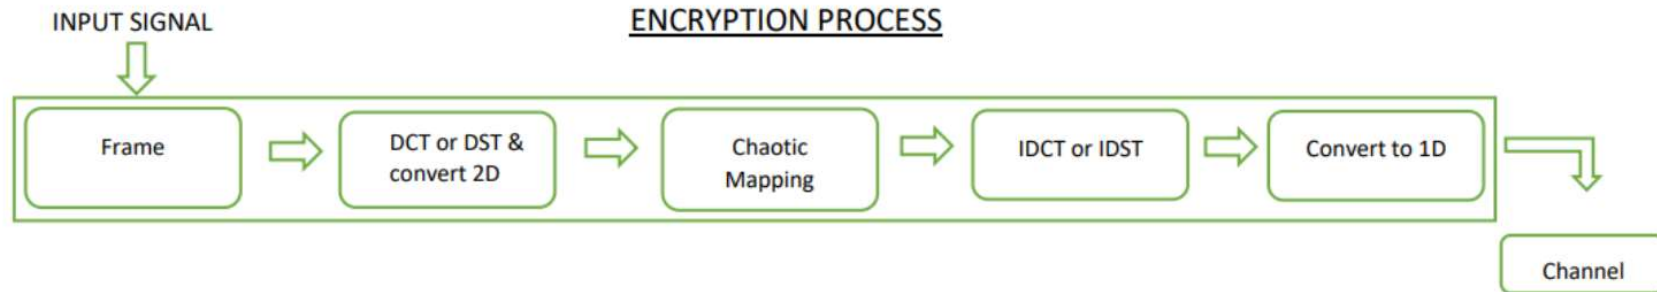 INPUT SIGNAL
ENCRYPTION PROCESS
Frame
DCT or DST &
convert 2D
Chaotic
Mapping
IDCT or IDST
Convert to 1D
Channel